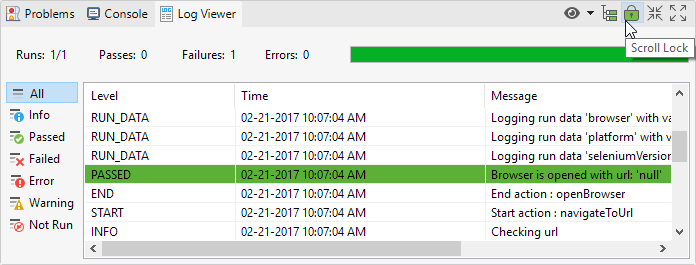 Problems Console Log Viewer
Scroll Lock
Runs: 1/1 Passes: 0 Failures: 1 Errors: 0
All
Info
Passed
Failed
Error
Warning
Not Run
Level Time Message
RUN_DATA 02-21-2017 10:07:04 AM Logging run data 'browser' with va
RUN_DATA 02-21-2017 10:07:04 AM Logging run data 'platform' with v
RUN_DATA 02-21-2017 10:07:04 AM Logging run data 'seleniumVersion
PASSED 02-21-2017 10:07:04 AM Browser is opened with url: 'null'
END 02-21-2017 10:07:04 AM End action : openBrowser
START 02-21-2017 10:07:04 AM Start action : navigateToUrl
INFO 02-21-2017 10:07:04 AM Checking url